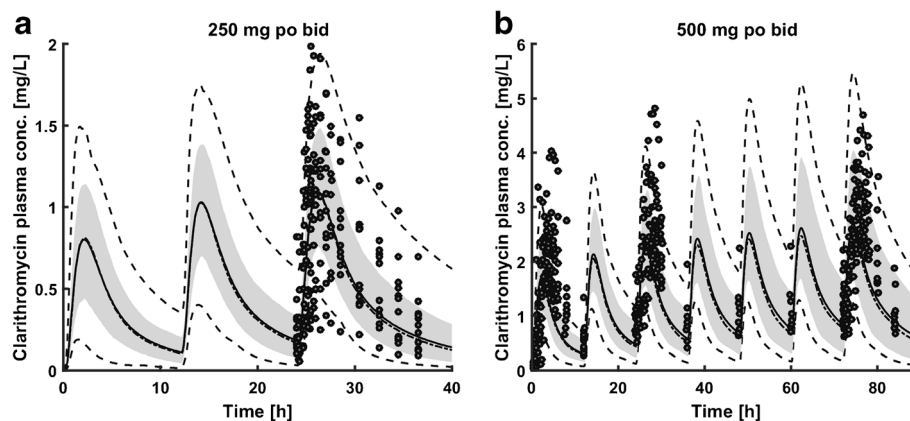 a
250 mg po bid
Clarithromycin plasma conc. [mg/L]
2
1.5
1
0.5
0
0
10
20
30
40
Time [h]
b
500 mg po bid
Clarithromycin plasma conc. [mg/L]
6
5
4
3
2
1
0
0
20
40
60
80
Time [h]